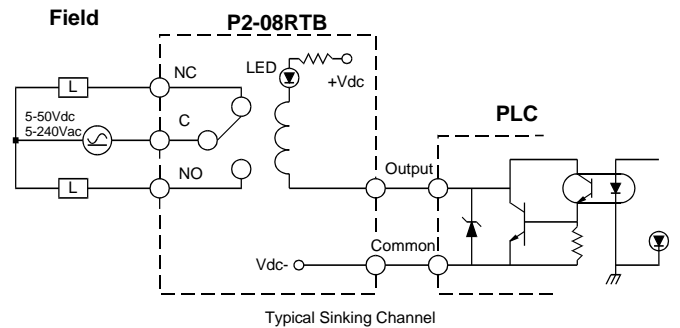 Field
P2-08RTB
L
NC
LED
+Vdc
5-50Vdc
5-240Vac
C
PLC
L
NO
Output
Common
Vdc-
Typical Sinking Channel